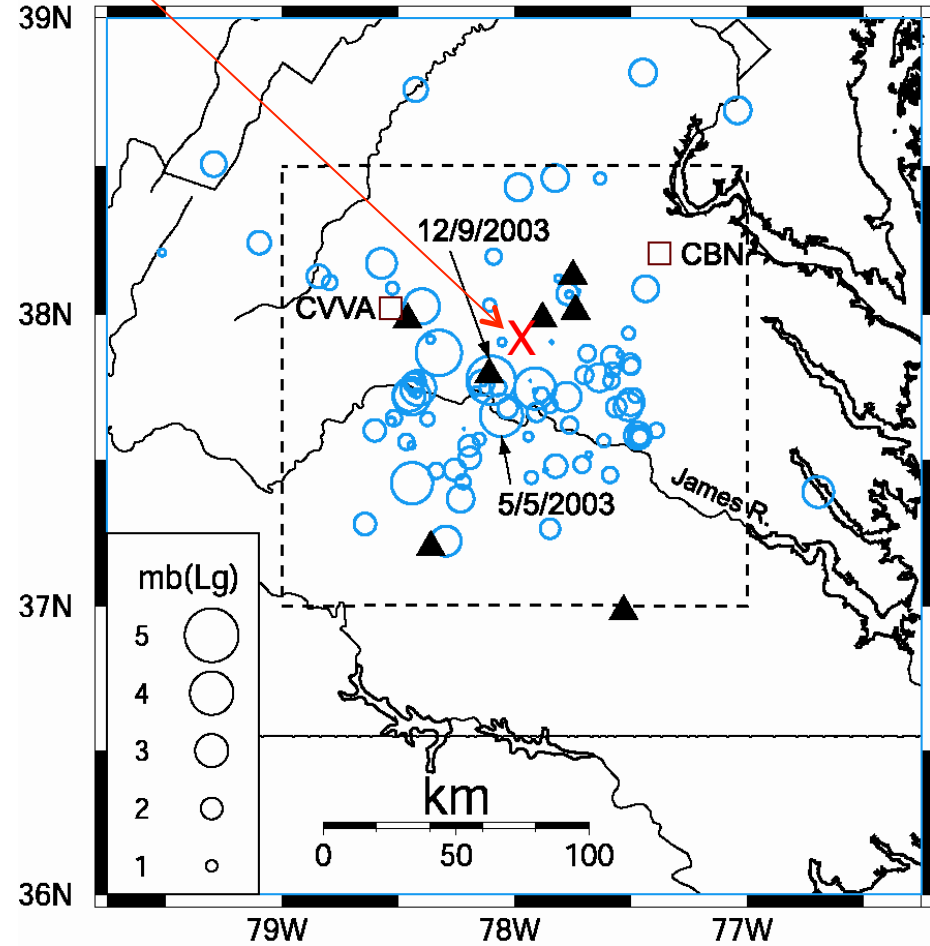 39N
12/9/2003
CBN
38N
CVVA
X
James R.
5/5/2003
37N
mb(Lg)
5
4
3
2
1
km
0 50 100
36N
79W 78W 77W